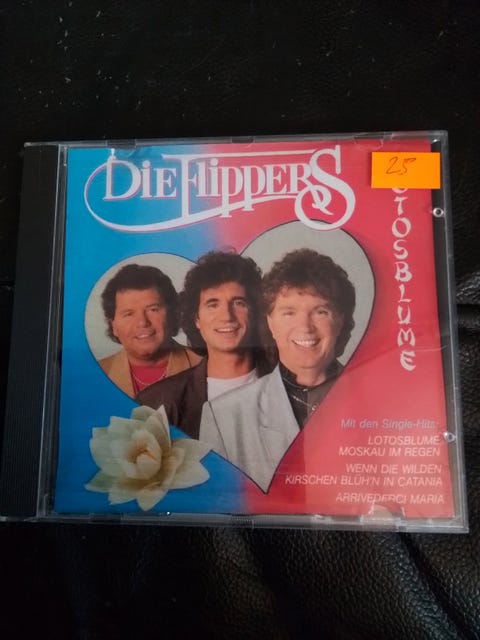 DIE FLIPPERS
25
OTOSBLUME
Mit den Single-Hits:
LOTOSBLUME
MOSKAU IM REGEN
WENN DIE WILDEN
KIRSCHEN BLÜH'N IN CATANIA
ARRIVEDERCI MARIA